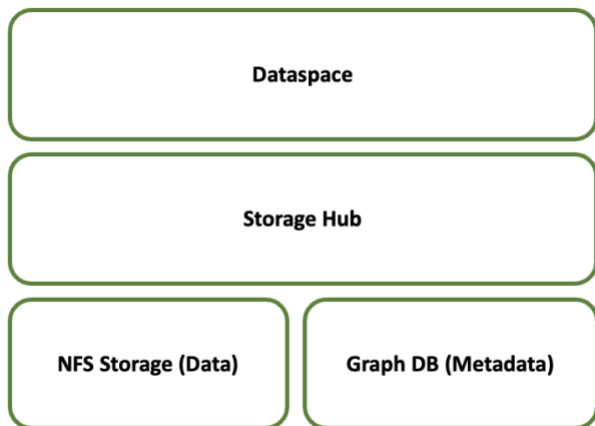 Dataspace
Storage Hub
NFS Storage (Data)
Graph DB (Metadata)